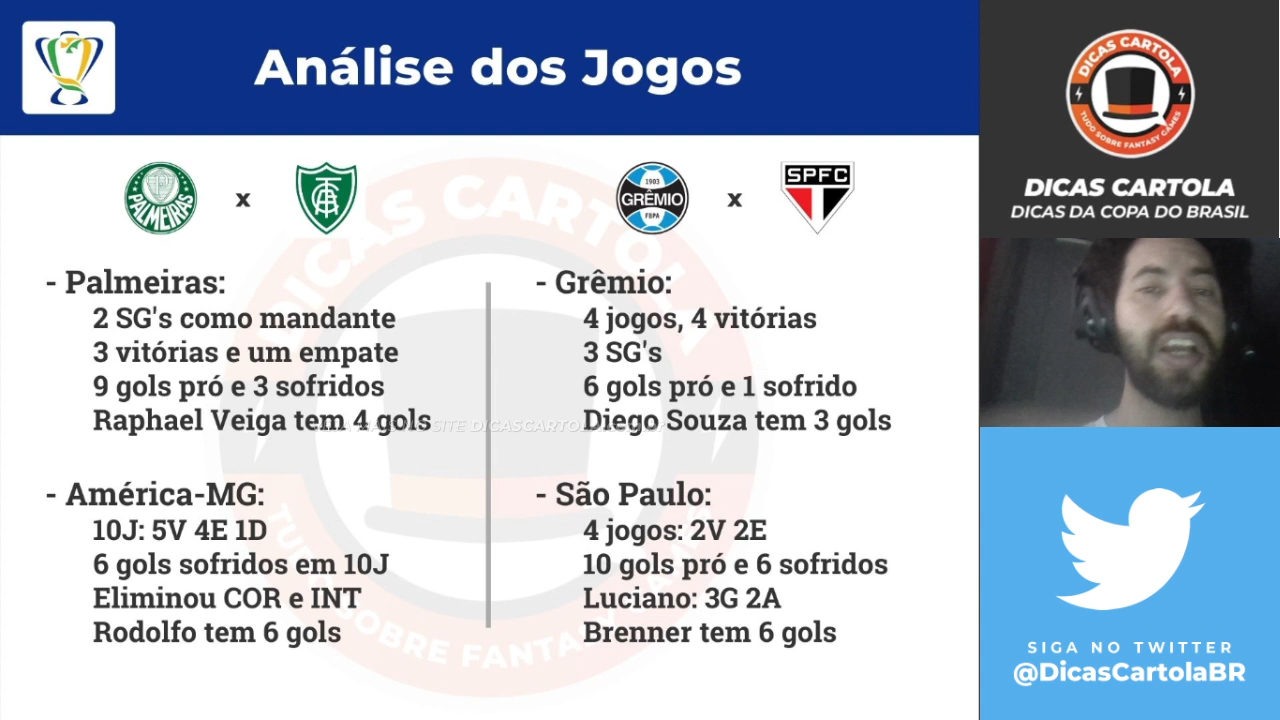 Análise dos Jogos
PALMEIRAS
x
1903
GRÊMIO
FBPA
x
SPFC
- Palmeiras:
2 SG's como mandante
3 vitórias e um empate
9 gols pró e 3 sofridos
Raphael Veiga tem 4 gols
- América-MG:
10J: 5V 4E 1D
6 gols sofridos em 10J
Eliminou COR e INT
Rodolfo tem 6 gols
- Grêmio:
4 jogos, 4 vitórias
3 SG's
6 gols pró e 1 sofrido
Diego Souza tem 3 gols
- São Paulo:
4 jogos: 2V 2E
10 gols pró e 6 sofridos
Luciano: 3G 2A
Brenner tem 6 gols
DICAS CARTOLA
TUDO SOBRE FANTASY GAMES
DICAS CARTOLA
DICAS DA COPA DO BRASIL
SIGA NO TWITTER
@DicasCartolaBR